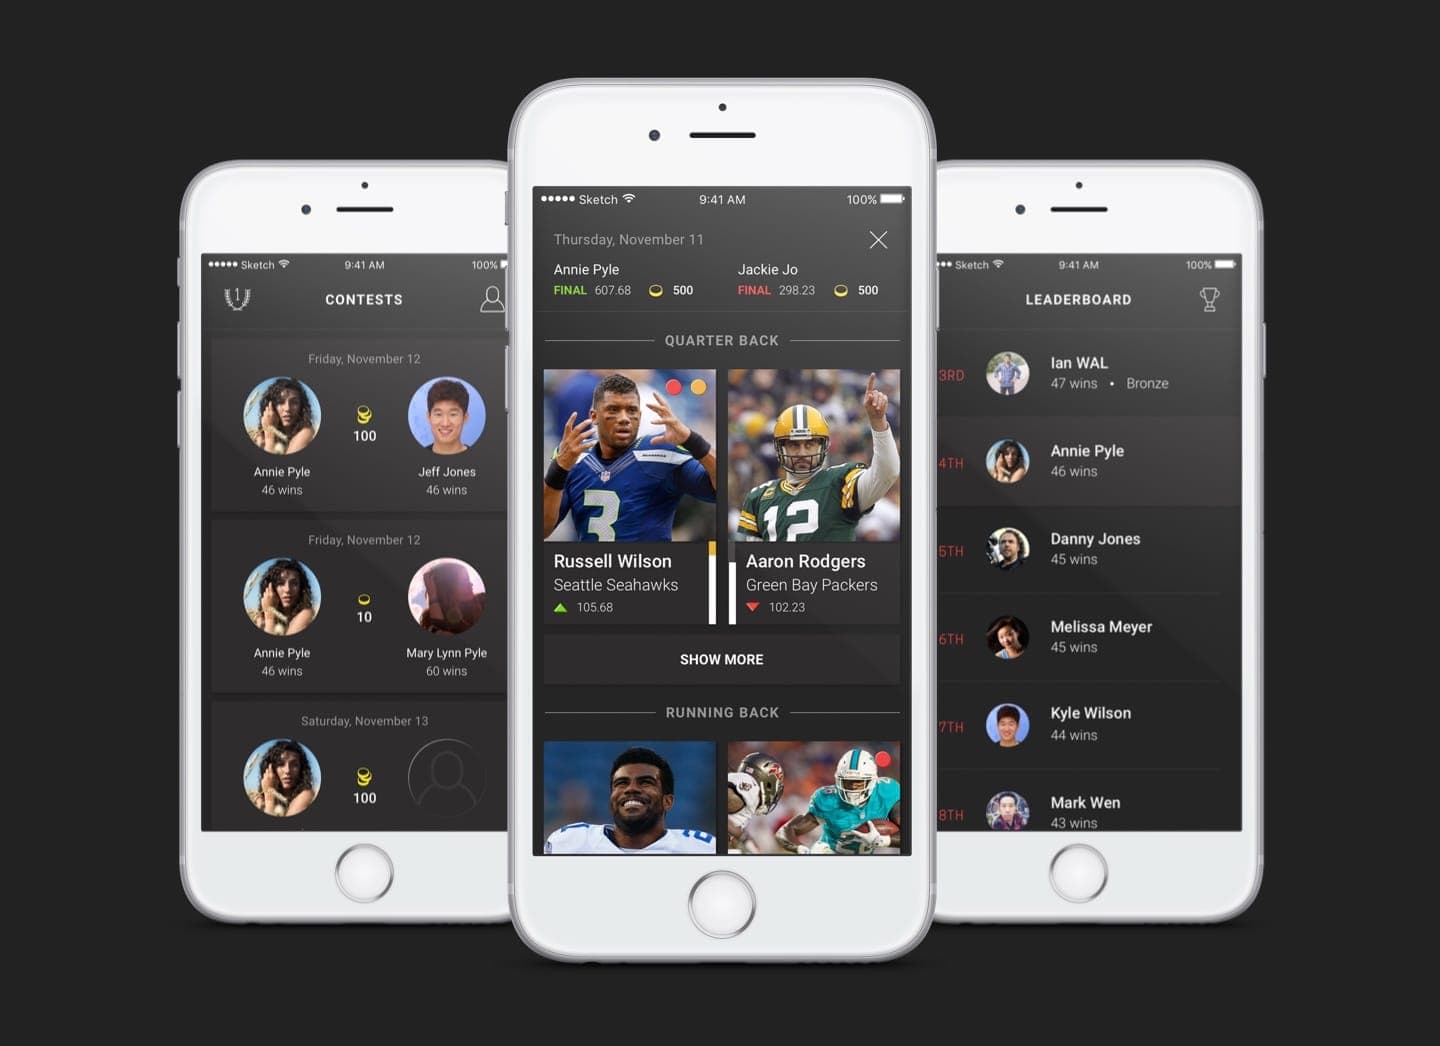 Sketch 9:41 AM 100%
CONTESTS
Friday, November 12
100
Annie Pyle
46 wins
Jeff Jones
46 wins
Friday, November 12
10
Annie Pyle
46 wins
Mary Lynn Pyle
60 wins
Saturday, November 13
100
Sketch 9:41 AM 100%
Thursday, November 11
Annie Pyle
FINAL 607.68 500
Jackie Jo
FINAL 298.23 500
QUARTER BACK
3
12
Russell Wilson
Seattle Seahawks
105.68
Aaron Rodgers
Green Bay Packers
102.23
SHOW MORE
RUNNING BACK
Sketch 9:41 AM 100%
LEADERBOARD
3RD
Ian WAL
47 wins • Bronze
4TH
Annie Pyle
46 wins
5TH
Danny Jones
45 wins
6TH
Melissa Meyer
45 wins
7TH
Kyle Wilson
44 wins
8TH
Mark Wen
43 wins